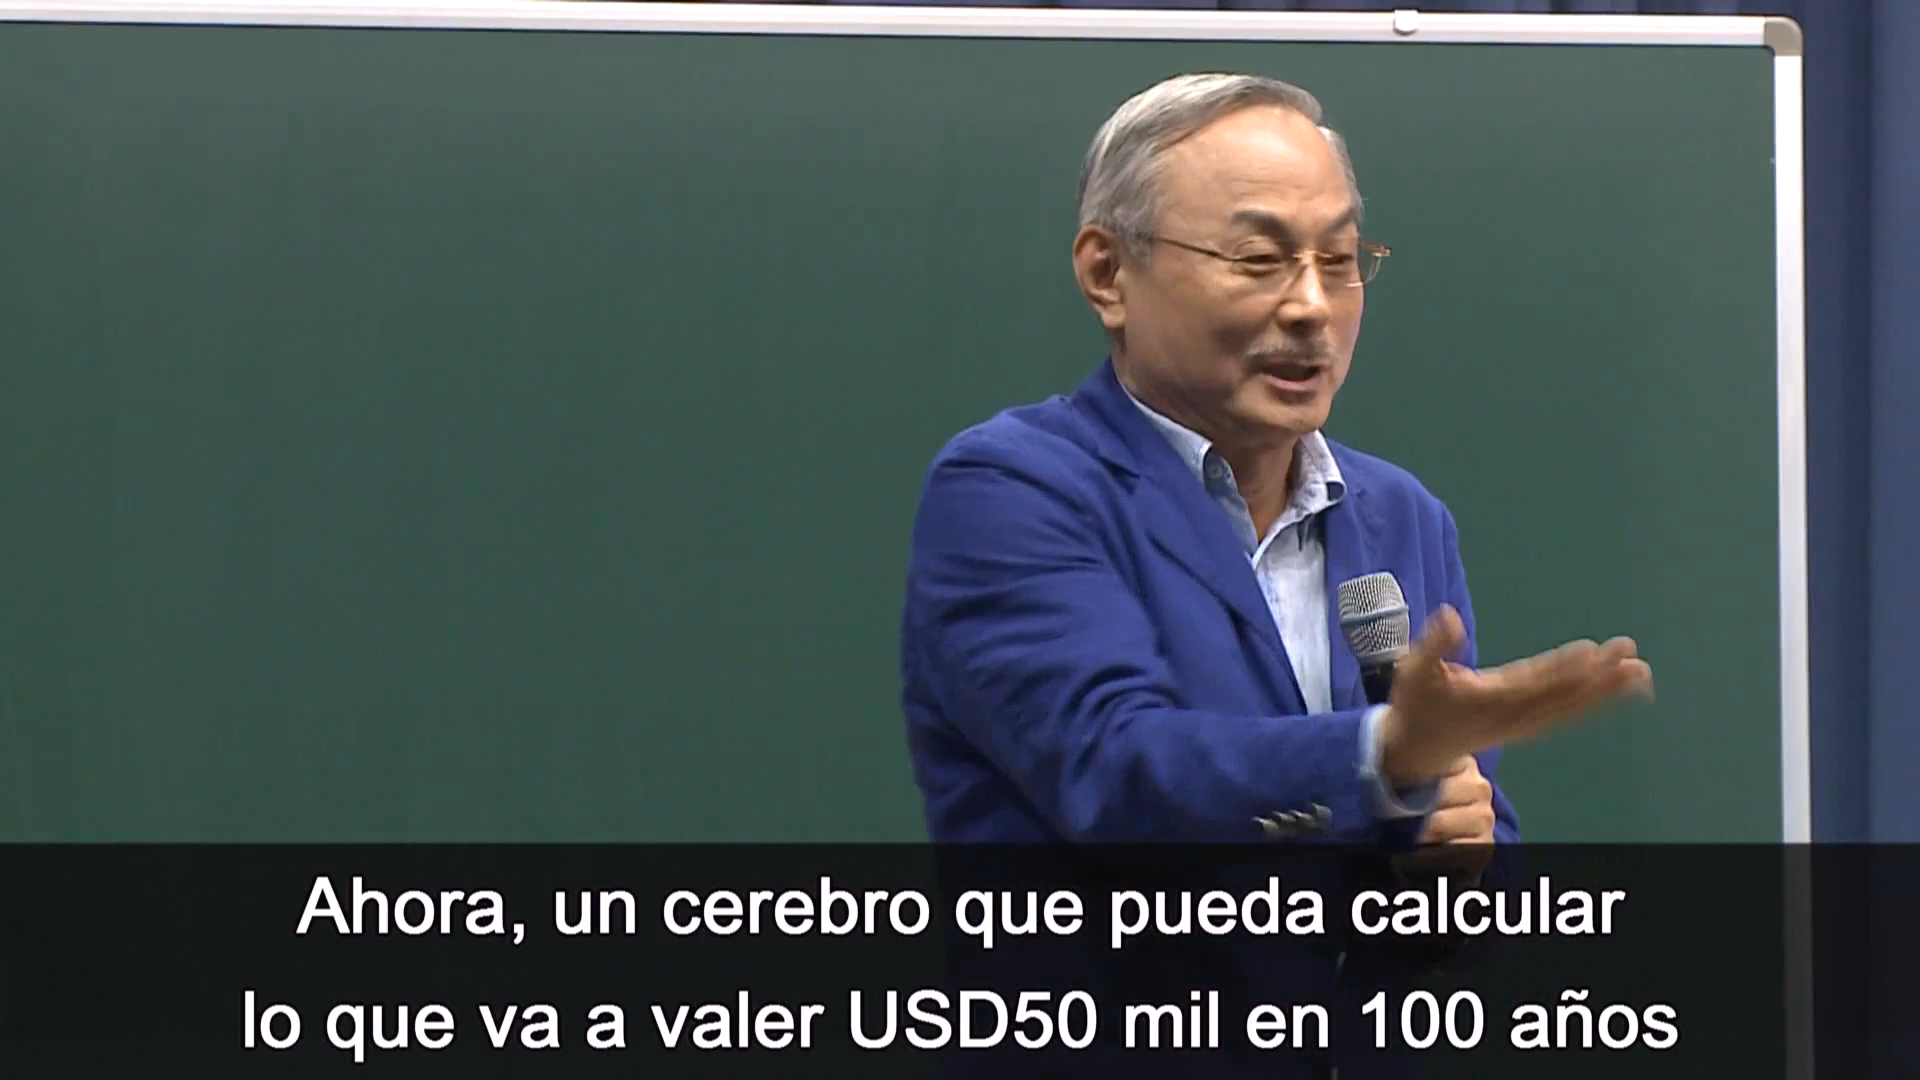 Ahora, un cerebro que pueda calcular
lo que va a valer USD50 mil en 100 años